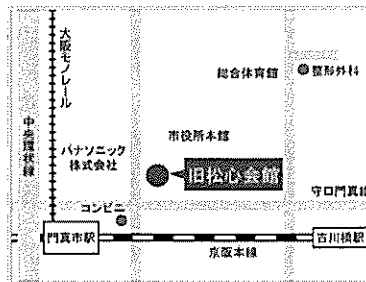 大阪モノレール
中央環状線
総合体育館
整形外科
市役所本館
パナソニック
株式会社
旧松心会館
守口門真線
コンビニ
門真市駅
京阪本線
古川橋駅